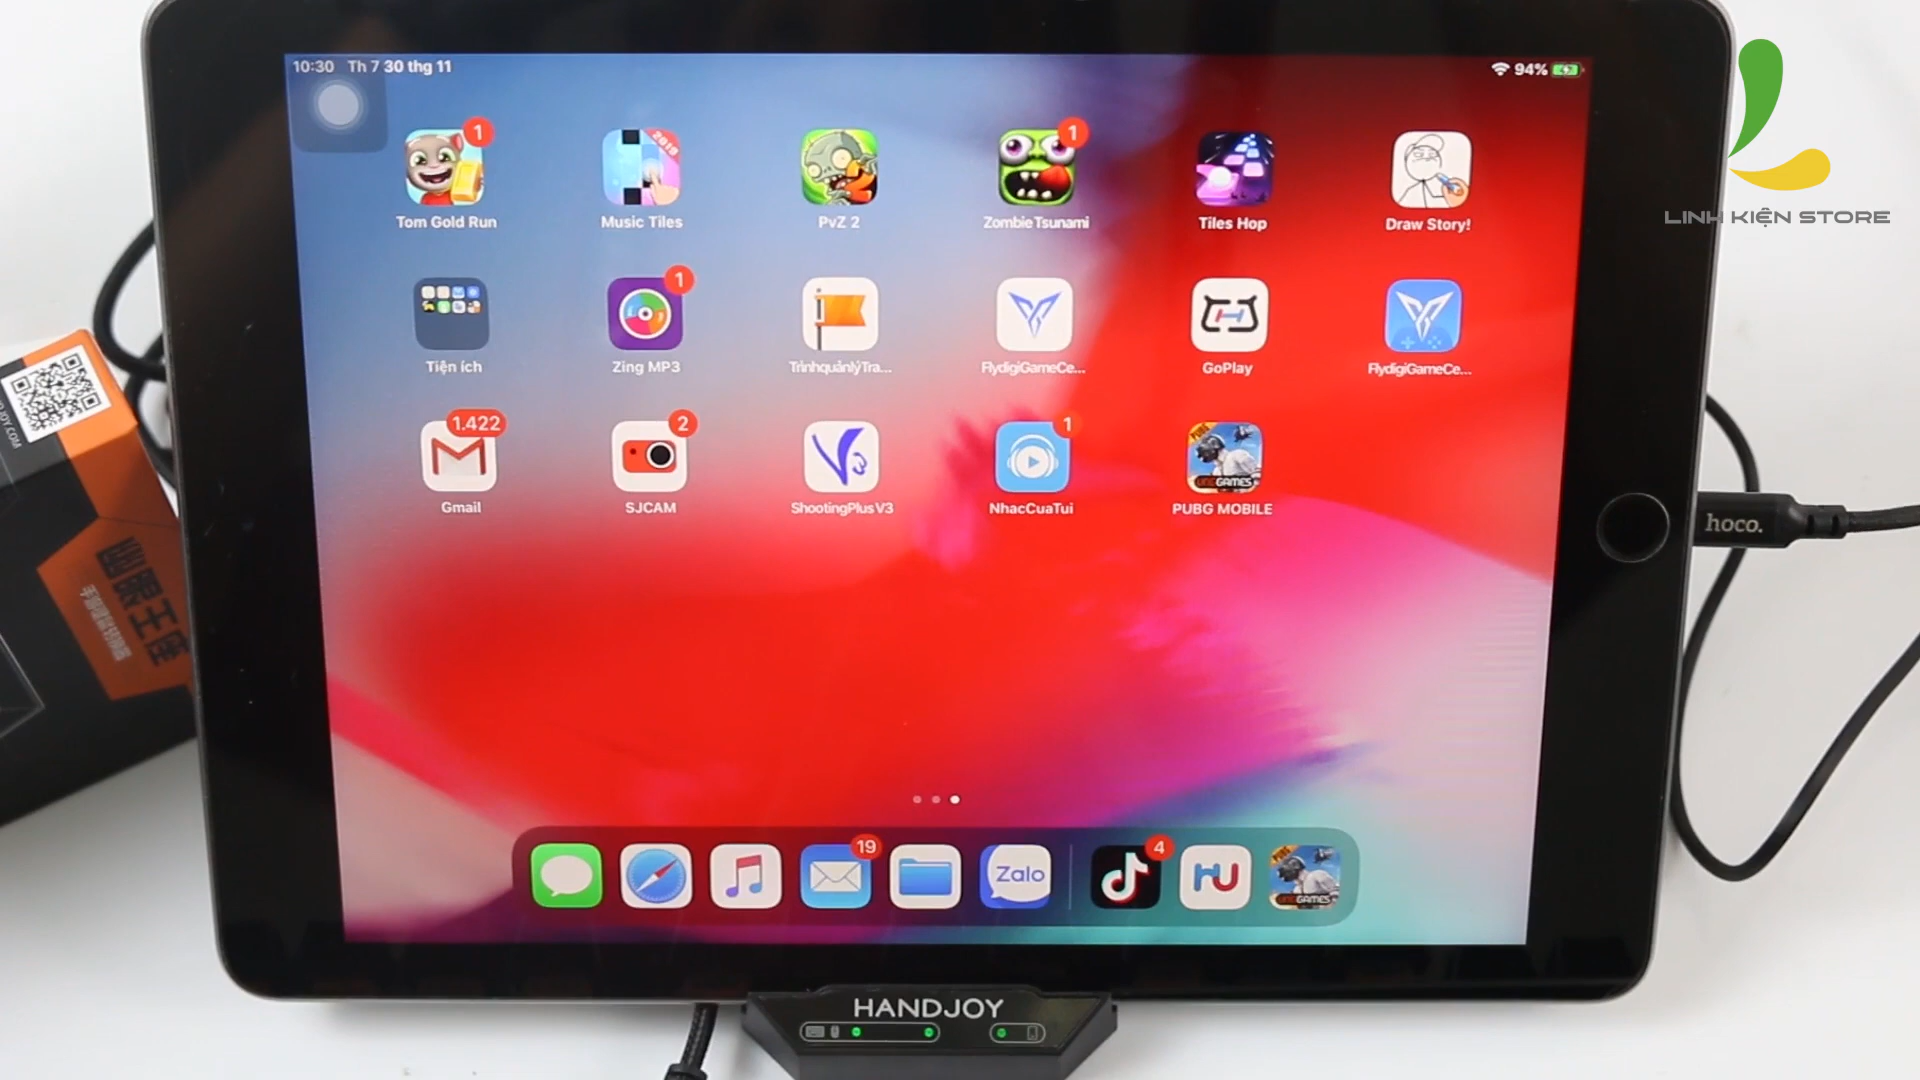 10:30 Th 7 30 thg 11
94%
LINH KIỆN STORE
1
2019
1
Tom Gold Run
Music Tiles
PvZ 2
Zombie Tsunami
Tiles Hop
Draw Story!
1
Tiện ích
Zing MP3
TrìnhquảnlýTra...
FlydigiGameCe...
GoPlay
FlydigiGameCe...
1.422
2
1
Gmail
SJCAM
ShootingPlus V3
NhacCuaTui
PUBG MOBILE
hoco.
19
Zalo
4
HANDJOY